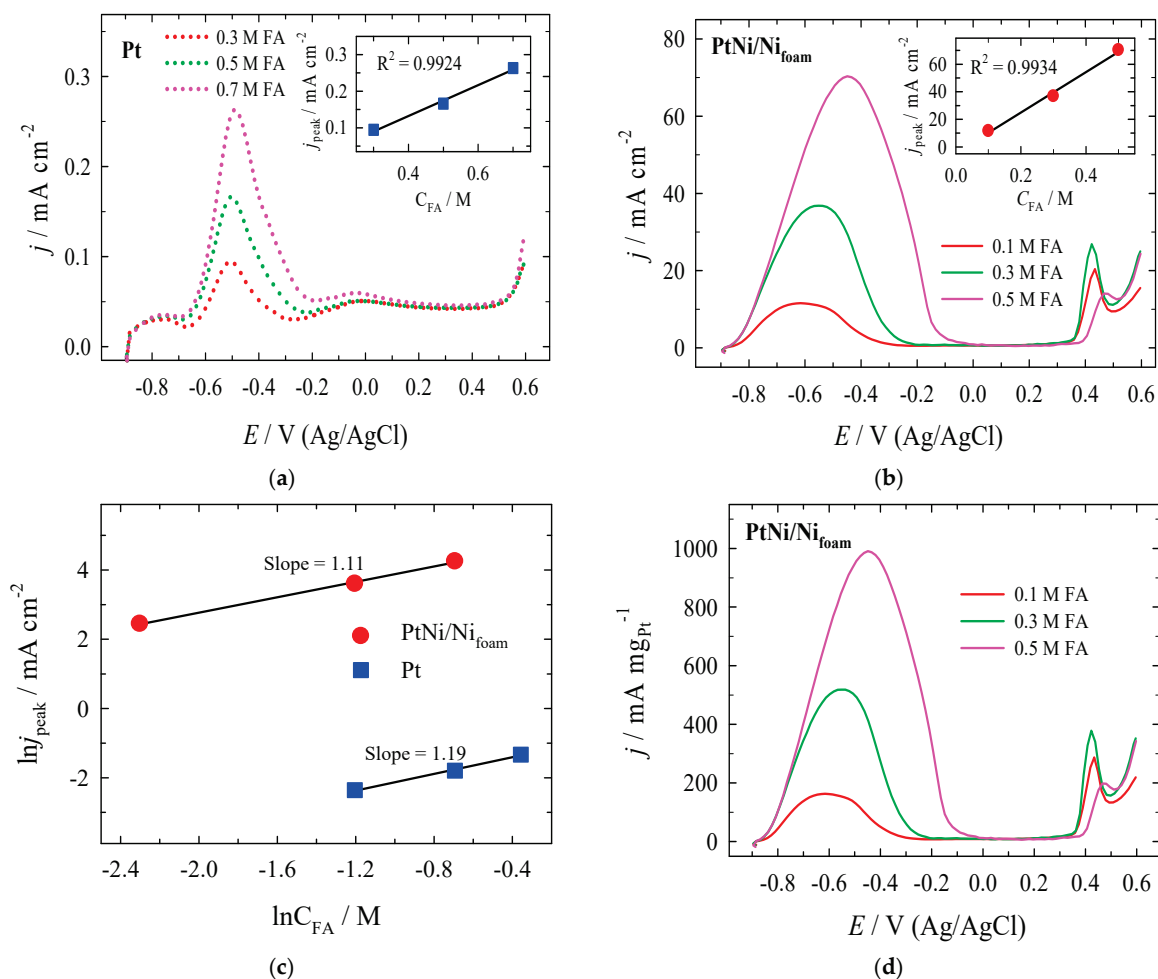 Pt
0.3 M FA
0.5 M FA
0.7 M FA
R² = 0.9924
j_peak / mA cm⁻²
0.3
0.2
0.1
0.4 0.6
C_FA / M
j / mA cm⁻²
0.3
0.2
0.1
0.0
-0.8 -0.6 -0.4 -0.2 0.0 0.2 0.4 0.6
E / V (Ag/AgCl)
(a)
PtNi/Ni_foam
R² = 0.9934
j_peak / mA cm⁻²
60
40
20
0
0.0 0.2 0.4
C_FA / M
0.1 M FA
0.3 M FA
0.5 M FA
j / mA cm⁻²
80
60
40
20
0
-0.8 -0.6 -0.4 -0.2 0.0 0.2 0.4 0.6
E / V (Ag/AgCl)
(b)
Slope = 1.11
PtNi/Ni_foam
Pt
Slope = 1.19
lnj_peak / mA cm⁻²
4
2
0
-2
-2.4 -2.0 -1.6 -1.2 -0.8 -0.4
lnC_FA / M
(c)
PtNi/Ni_foam
0.1 M FA
0.3 M FA
0.5 M FA
j / mA mg_Pt⁻¹
1000
800
600
400
200
0
-0.8 -0.6 -0.4 -0.2 0.0 0.2 0.4 0.6
E / V (Ag/AgCl)
(d)